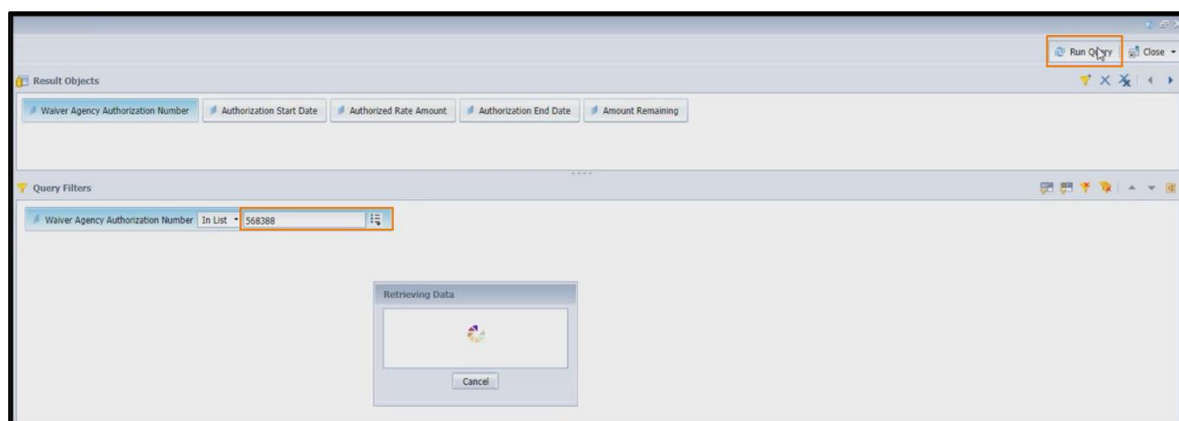 Run Query Close
Result Objects
Waiver Agency Authorization Number Authorization Start Date Authorized Rate Amount Authorization End Date Amount Remaining
Query Filters
Waiver Agency Authorization Number In List 568388
Retrieving Data
Cancel